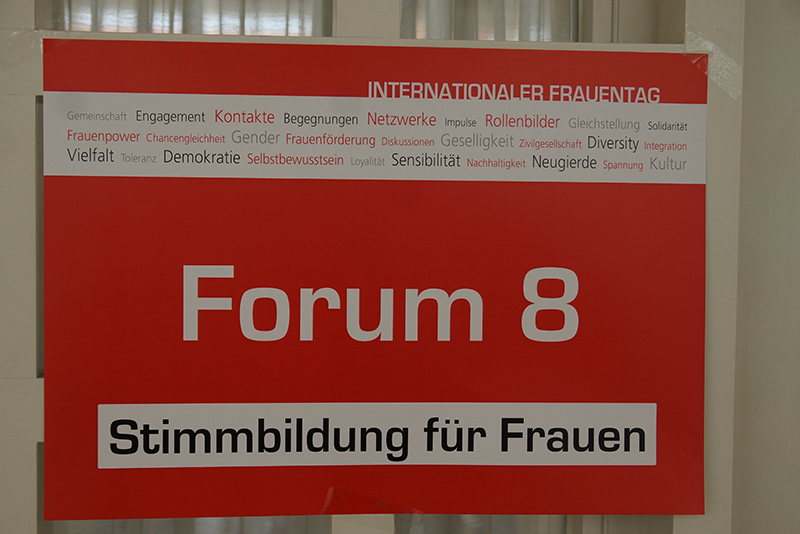 INTERNATIONALER FRAUENTAG
Gemeinschaft Engagement Kontakte Begegnungen Netzwerke Impulse Rollenbilder Gleichstellung Solidarität
Frauenpower Chancengleichheit Gender Frauenförderung Diskussionen Geselligkeit Zivilgesellschaft Diversity Integration
Vielfalt Toleranz Demokratie Selbstbewusstsein Loyalität Sensibilität Nachhaltigkeit Neugierde Spannung Kultur
Forum 8
Stimmbildung für Frauen